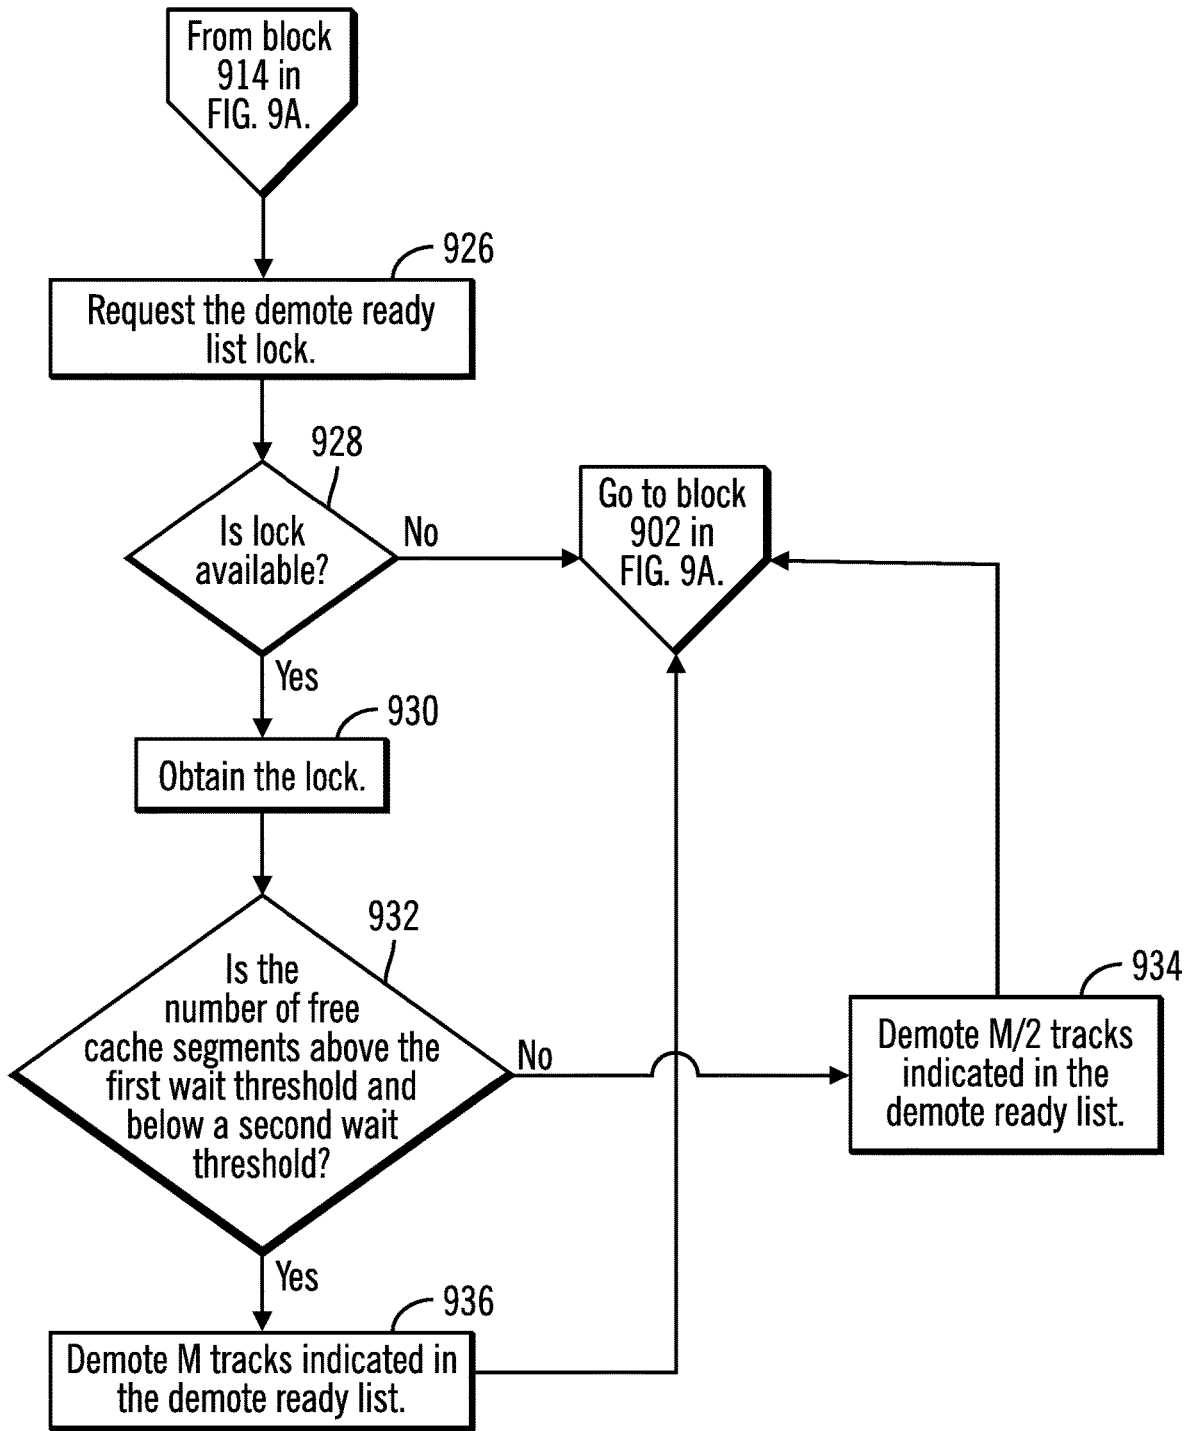 From block
914 in
FIG. 9A.
926
Request the demote ready
list lock.
928
Is lock
available?
No
Go to block
902 in
FIG. 9A.
Yes
930
Obtain the lock.
932
Is the
number of free
cache segments above the
first wait threshold and
below a second wait
threshold?
No
934
Demote M/2 tracks
indicated in the
demote ready list.
Yes
936
Demote M tracks indicated in
the demote ready list.